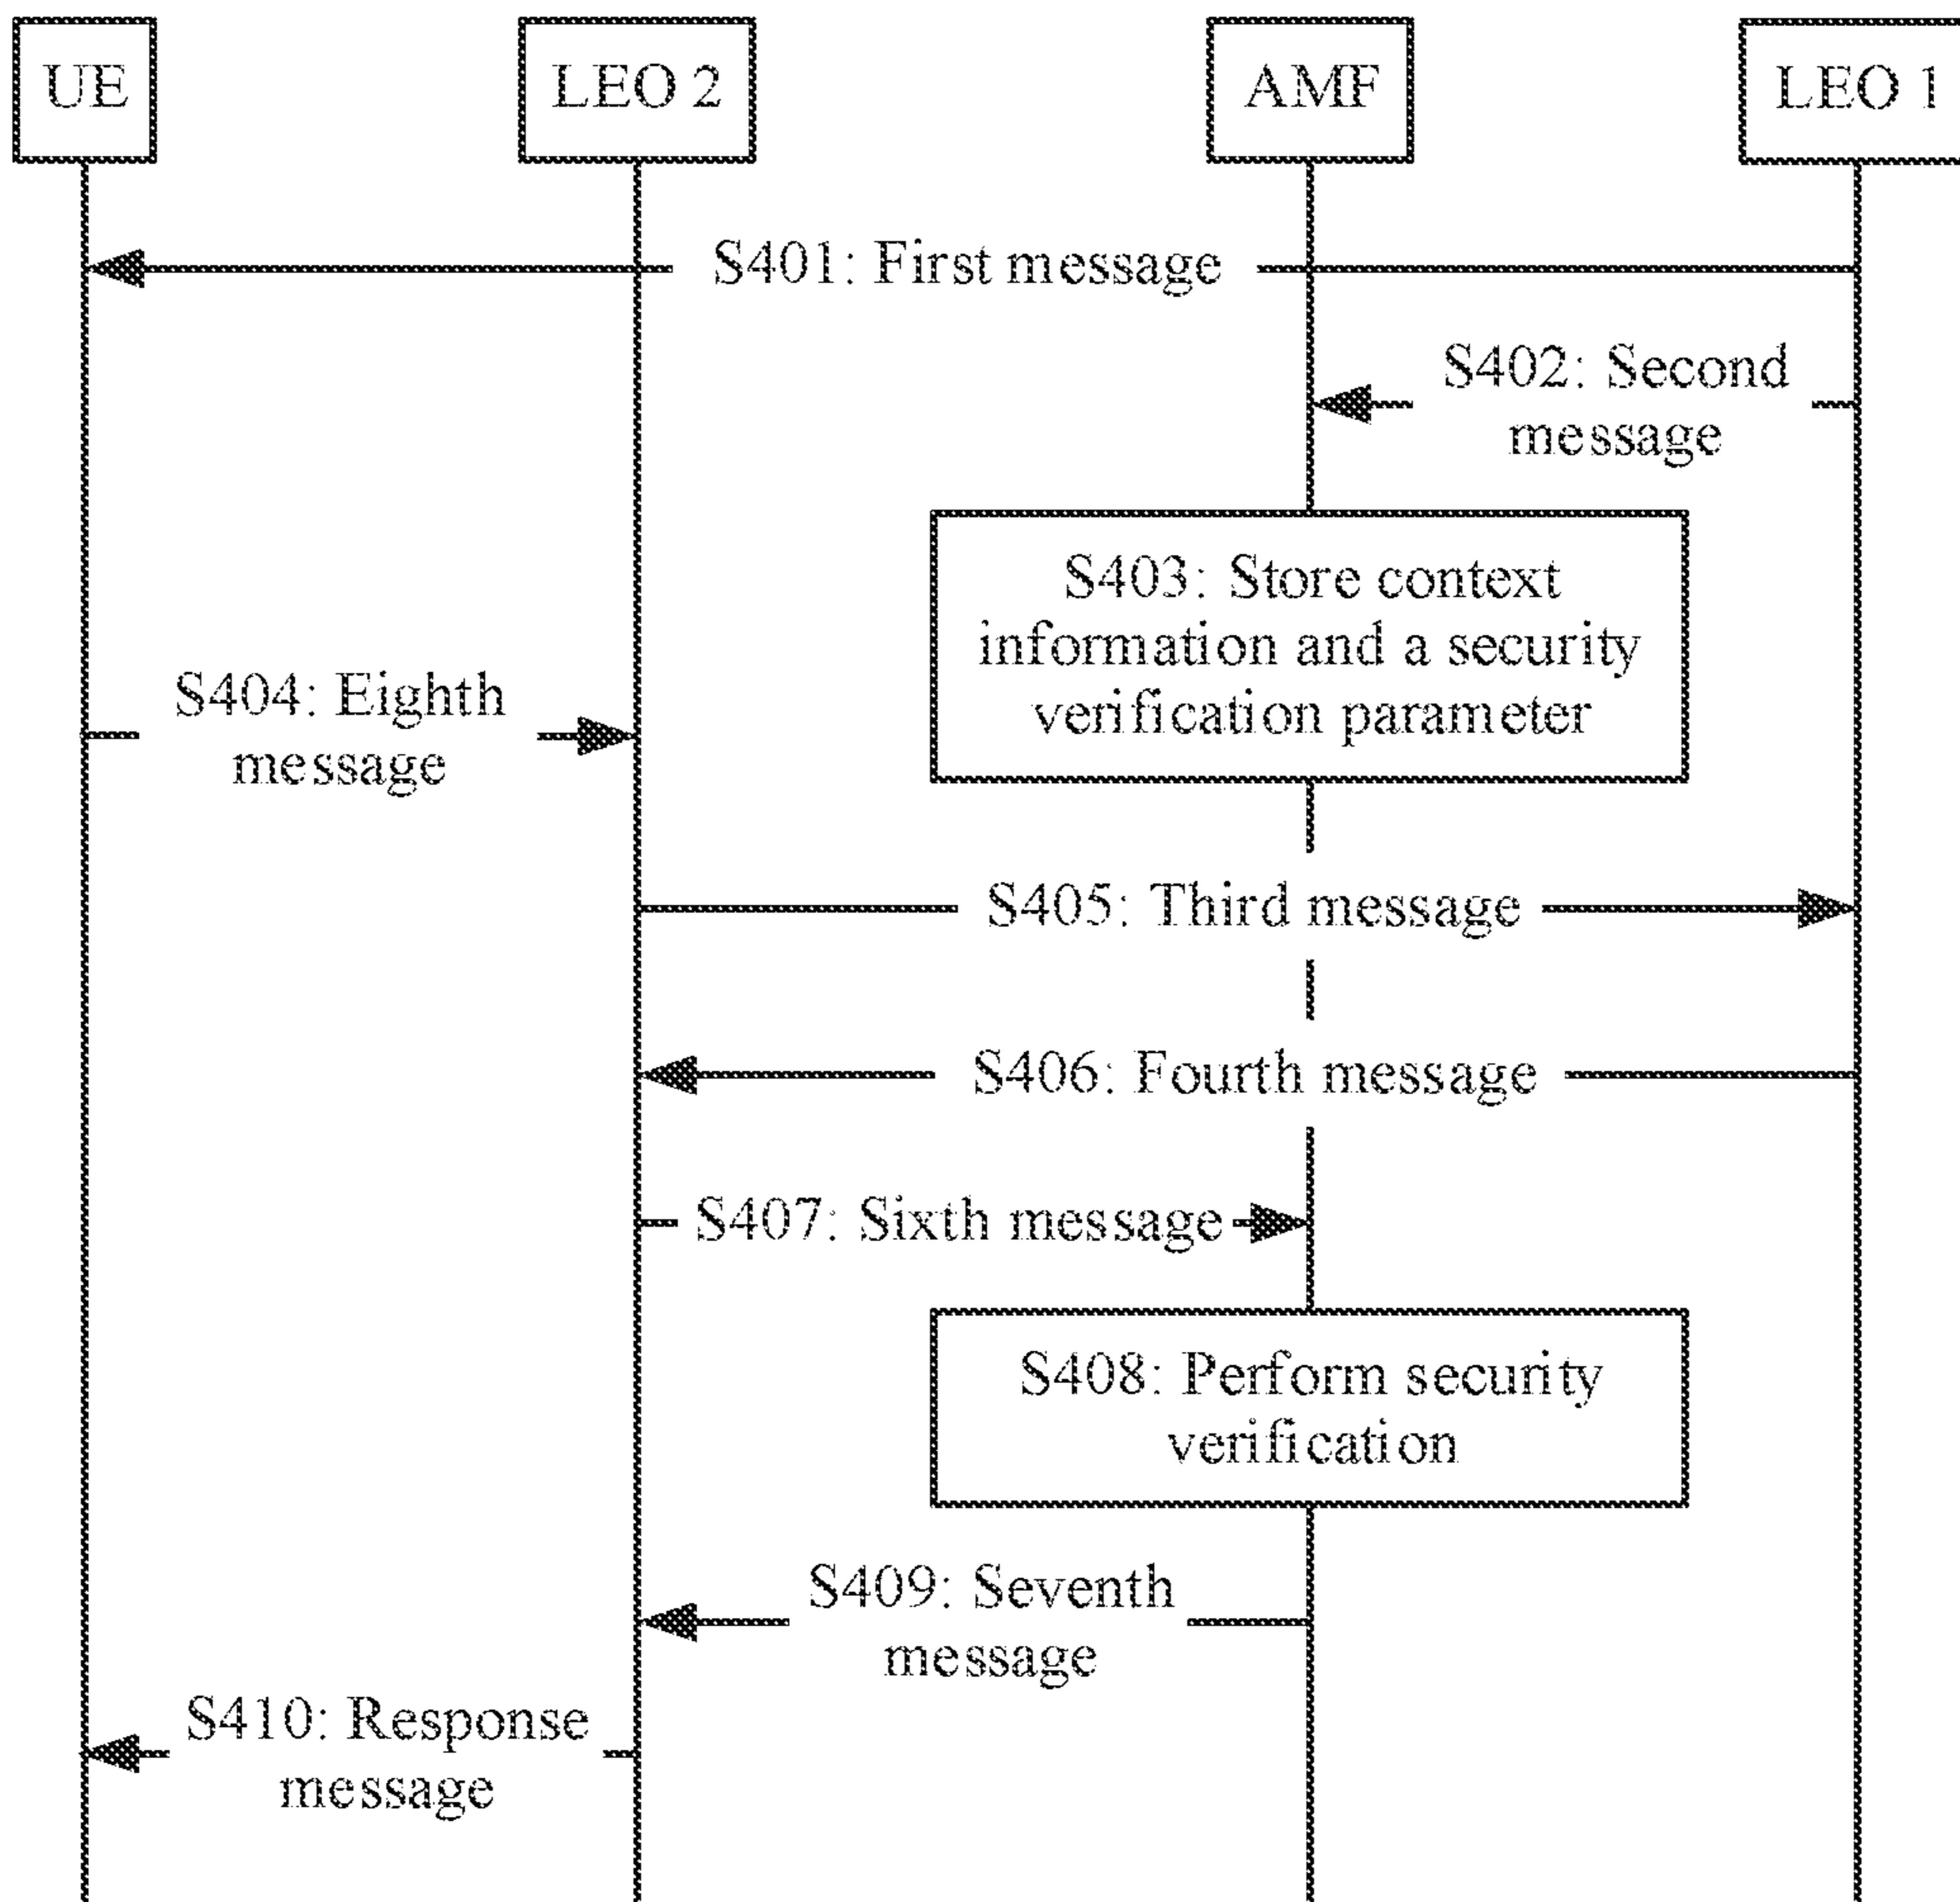 UE
LEO 2
AMF
LEO 1
S401: First message
S402: Second
message
S403: Store context
information and a security
verification parameter
S404: Eighth
message
S405: Third message
S406: Fourth message
S407: Sixth message
S408: Perform security
verification
S409: Seventh
message
S410: Response
message